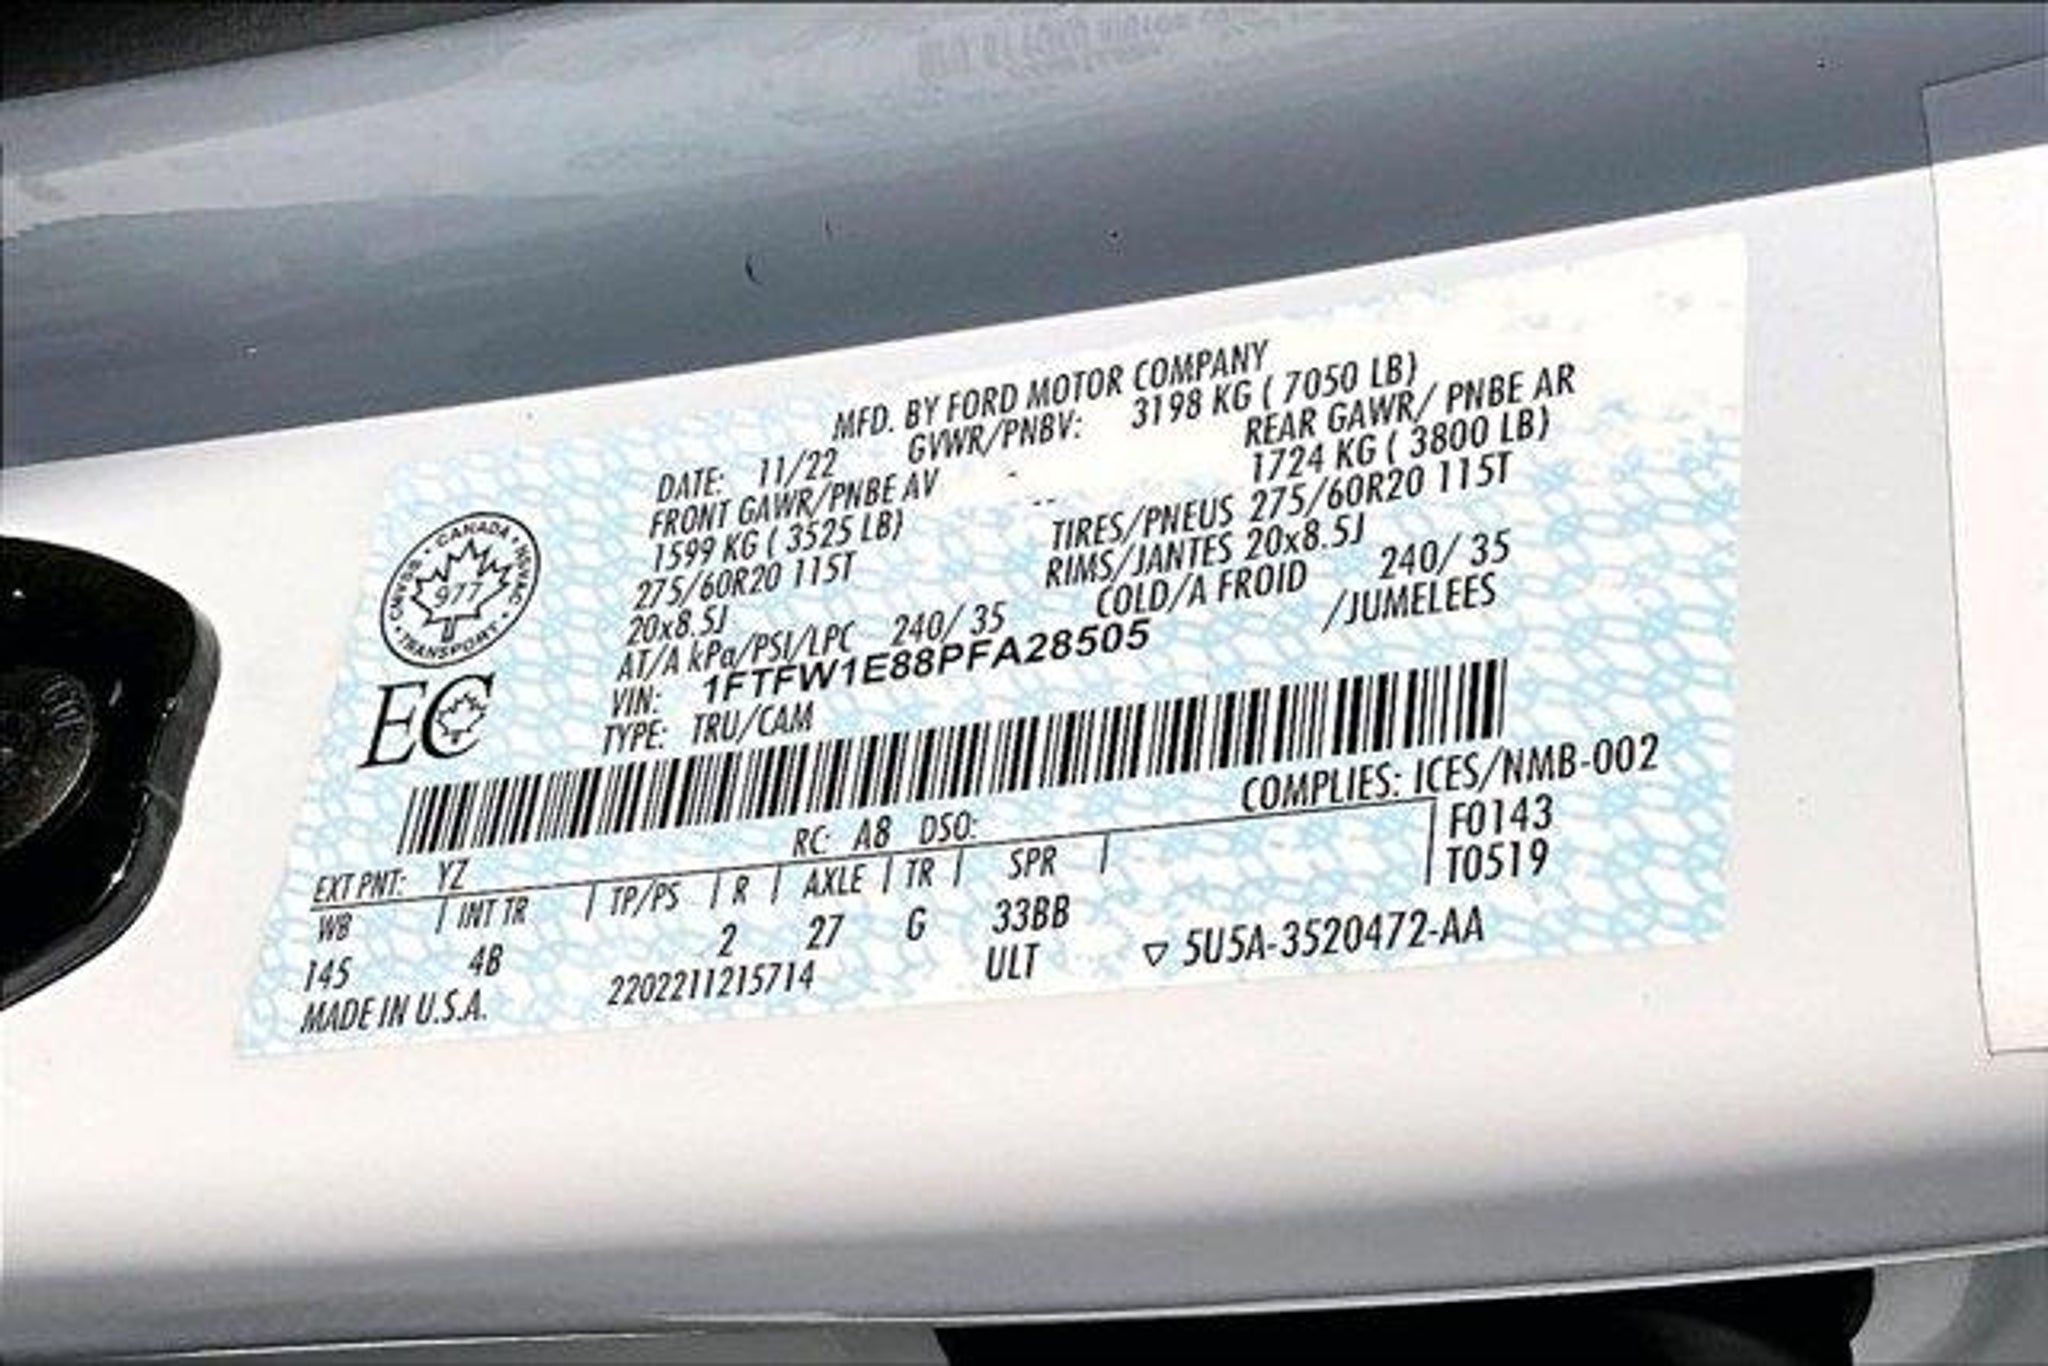 MFD. BY FORD MOTOR COMPANY
DATE: 11/22 GVWR/PNBV: 3198 KG ( 7050 LB)
FRONT GAWR/PNBE AV REAR GAWR/ PNBE AR
1599 KG ( 3525 LB) 1724 KG ( 3800 LB)
275/60R20 115T TIRES/PNEUS 275/60R20 115T
20x8.5J RIMS/JANTES 20x8.5J
AT/A kPa/PSI/LPC 240/ 35 COLD/A FROID 240/ 35
VIN: 1FTFW1E88PFA28505 /JUMELEES
TYPE: TRU/CAM
CANADA · NSVAC · TRANSPORT · CNVSB ·
977
EC
COMPLIES: ICES/NMB-002
EXT PNT: YZ RC: A8 DSO: F0143
WB INT TR TP/PS R AXLE TR SPR T0519
145 4B 2 27 G 33BB
MADE IN U.S.A. 2202211215714 ULT ▽ 5U5A-3520472-AA